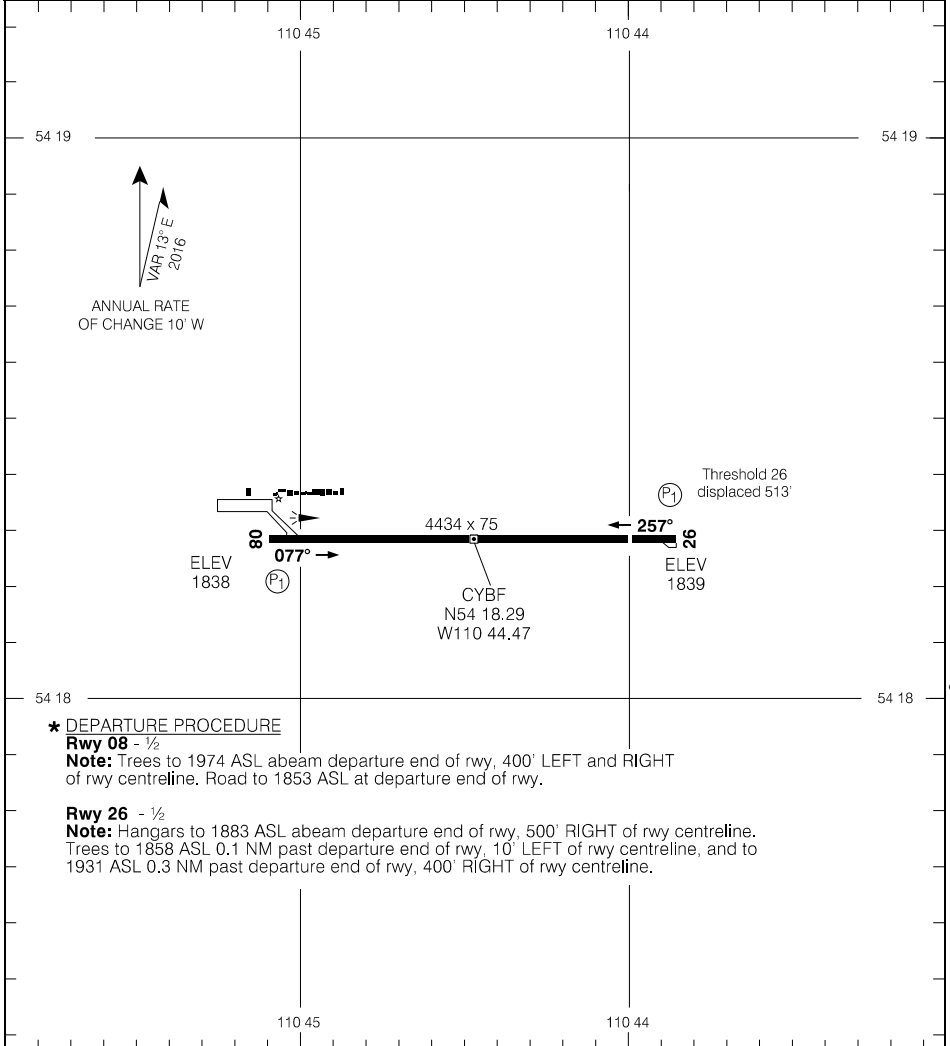 110 45
110 44
54 19
54 19
VAR 13° E
2016
ANNUAL RATE
OF CHANGE 10' W
Threshold 26
displaced 513'
P1
4434 x 75
257°
08
26
077°
ELEV
1838
P1
ELEV
1839
CYBF
N54 18.29
W110 44.47
54 18
54 18
* DEPARTURE PROCEDURE
Rwy 08 - ½
Note: Trees to 1974 ASL abeam departure end of rwy, 400' LEFT and RIGHT
of rwy centreline. Road to 1853 ASL at departure end of rwy.
Rwy 26 - ½
Note: Hangars to 1883 ASL abeam departure end of rwy, 500' RIGHT of rwy centreline.
Trees to 1858 ASL 0.1 NM past departure end of rwy, 10' LEFT of rwy centreline, and to
1931 ASL 0.3 NM past departure end of rwy, 400' RIGHT of rwy centreline.
110 45
110 44